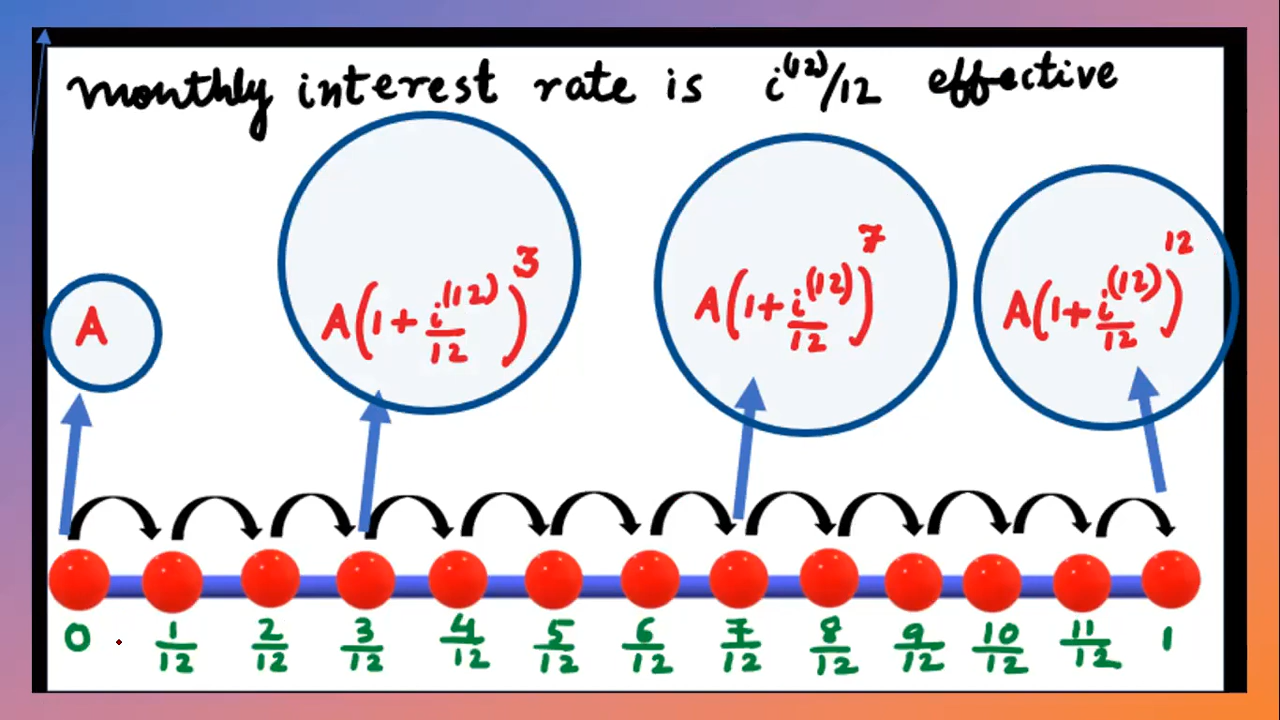 monthly interest rate is i^(12)/12 effective
A
A(1 + i^(12)/12)^3
A(1 + i^(12)/12)^7
A(1 + i^(12)/12)^12
0 1/12 2/12 3/12 4/12 5/12 6/12 7/12 8/12 9/12 10/12 11/12 1